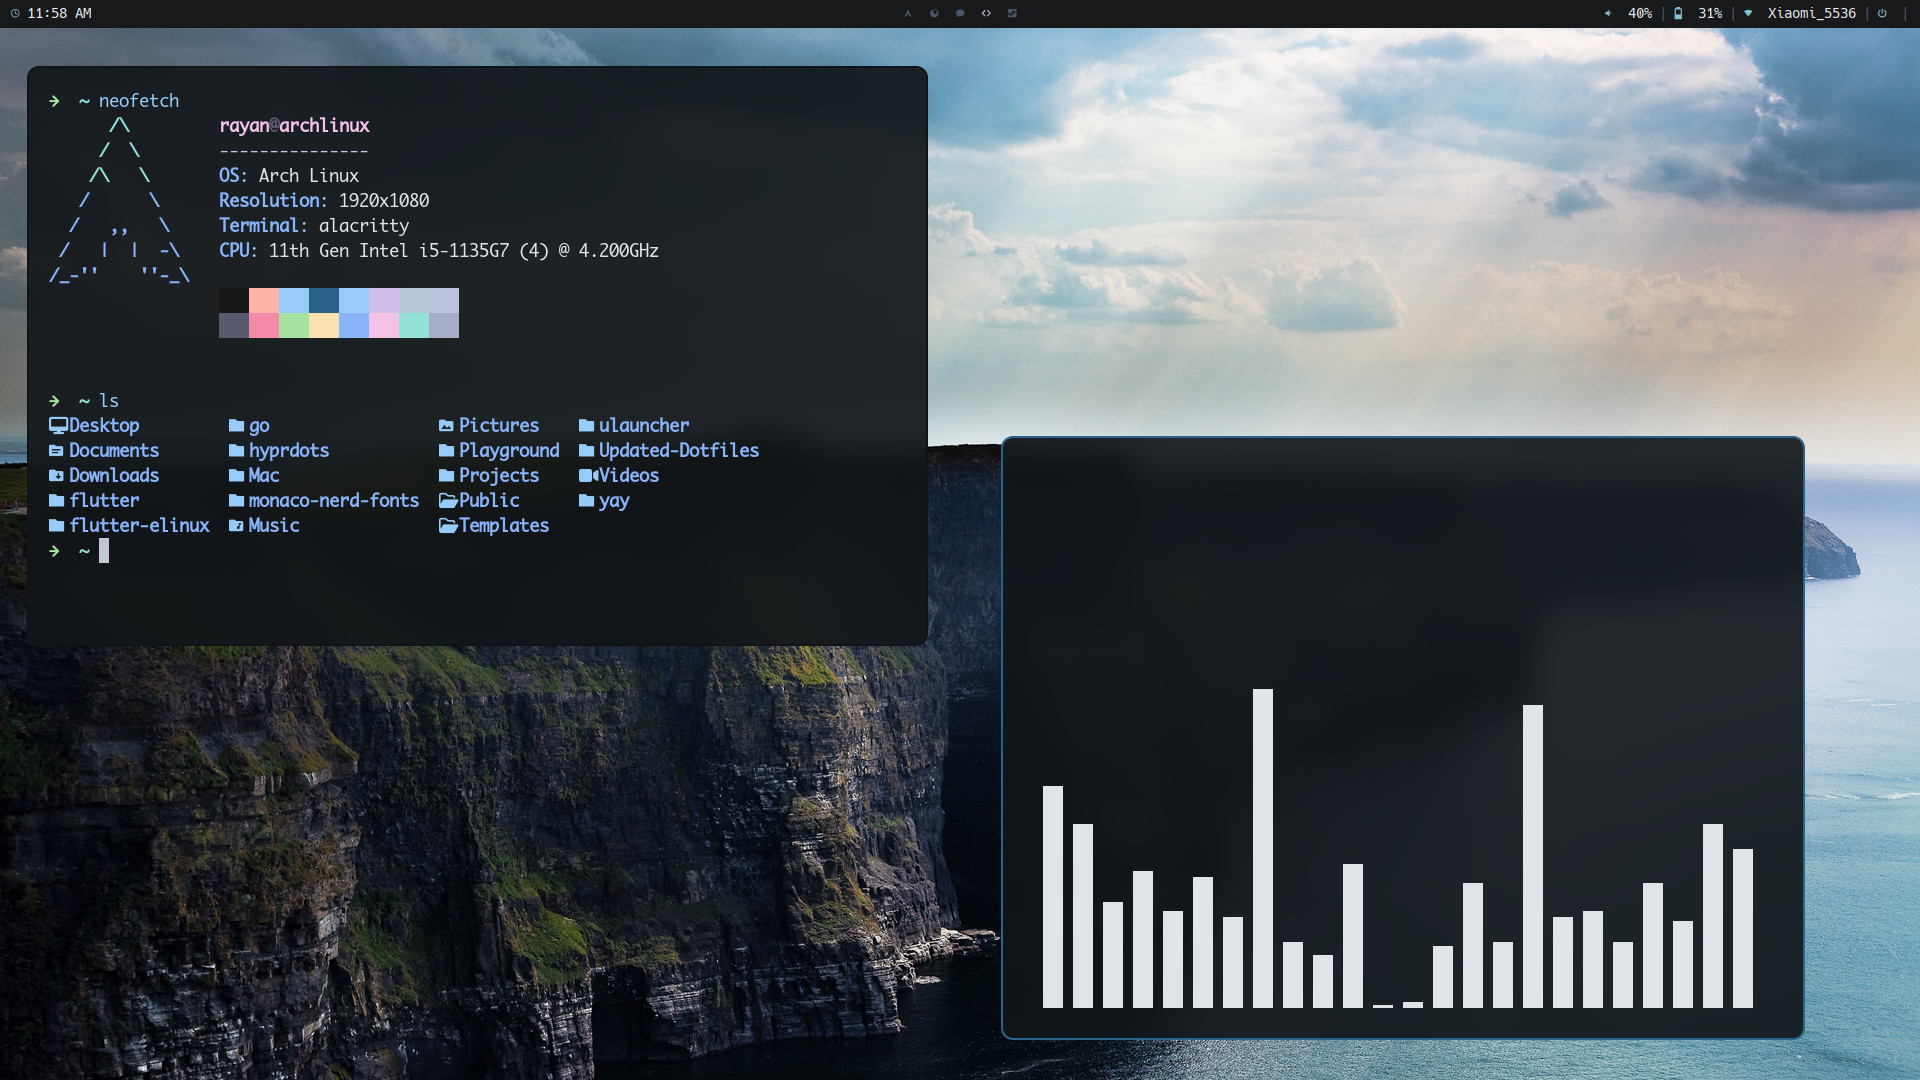 11:58 AM
40% | 31% | Xiaomi_5536 | |
➜ ~ neofetch
rayan@archlinux
---------------
OS: Arch Linux
Resolution: 1920x1080
Terminal: alacritty
CPU: 11th Gen Intel i5-1135G7 (4) @ 4.200GHz
➜ ~ ls
Desktop go Pictures ulauncher
Documents hyprdots Playground Updated-Dotfiles
Downloads Mac Projects Videos
flutter monaco-nerd-fonts Public yay
flutter-elinux Music Templates
➜ ~